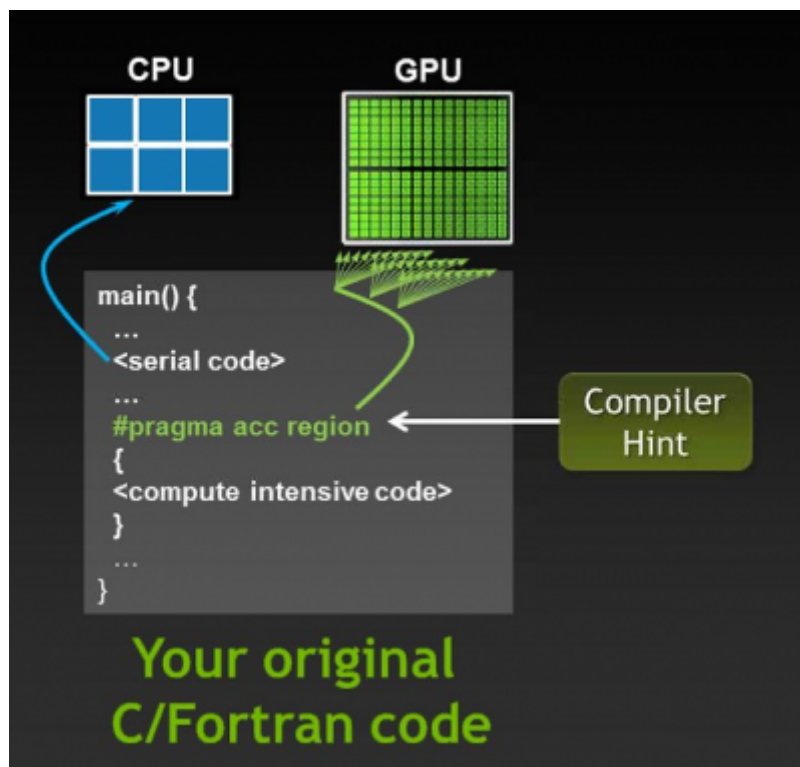 CPU
GPU
main() {
...
<serial code>
...
#pragma acc region
{
<compute intensive code>
}
...
}
Compiler
Hint
Your original
C/Fortran code